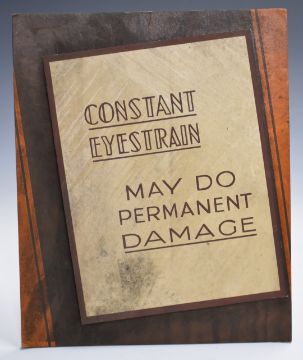 CONSTANT
EYESTRAIN
MAY DO
PERMANENT
DAMAGE